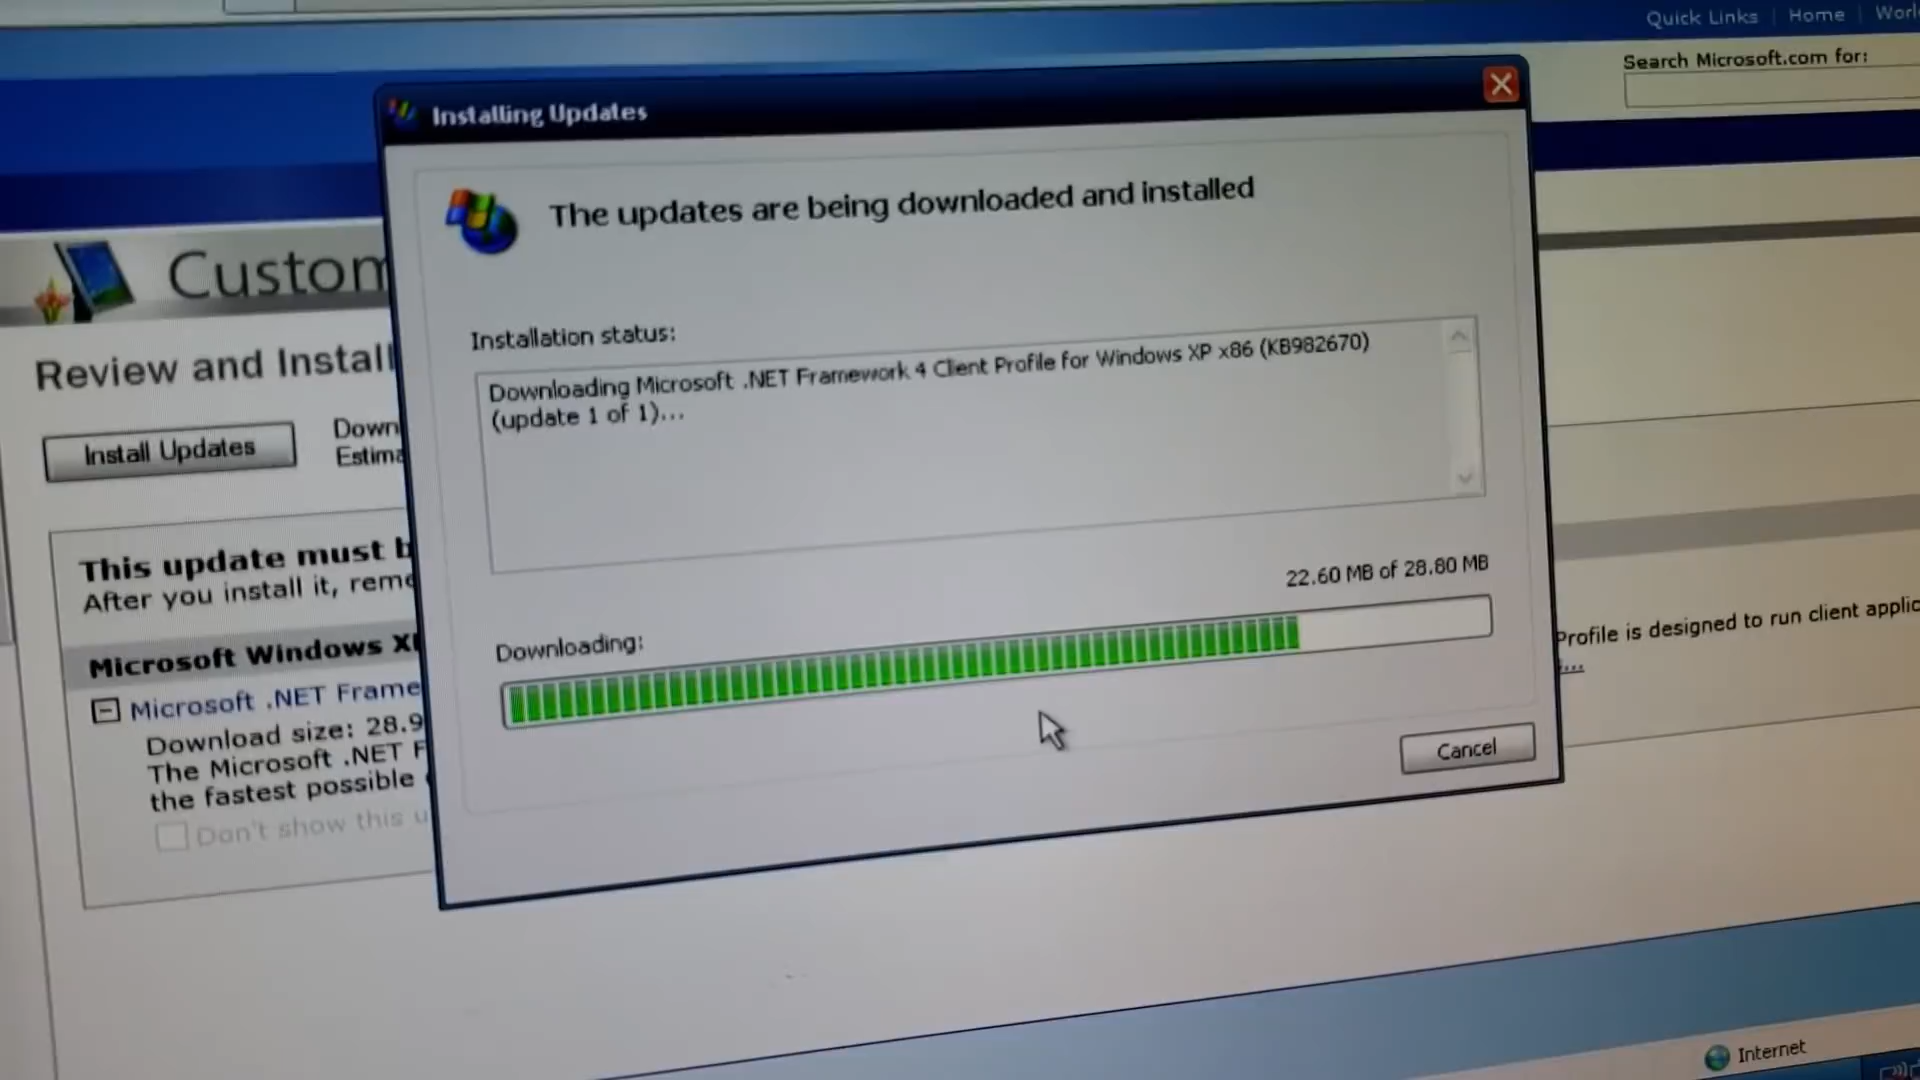 Quick Links | Home
Search Microsoft.com for:
Installing Updates
The updates are being downloaded and installed
Custom
Review and Install
Installation status:
Downloading Microsoft .NET Framework 4 Client Profile for Windows XP x86 (KB982670)
(update 1 of 1)...
Install Updates
Down
Estima
This update must b
After you install it, remo
22.60 MB of 28.80 MB
Downloading:
Microsoft Windows XP
Microsoft .NET Frame
Download size: 28.9
The Microsoft .NET F
the fastest possible
Don't show this u
Profile is designed to run client applic
Cancel
Internet